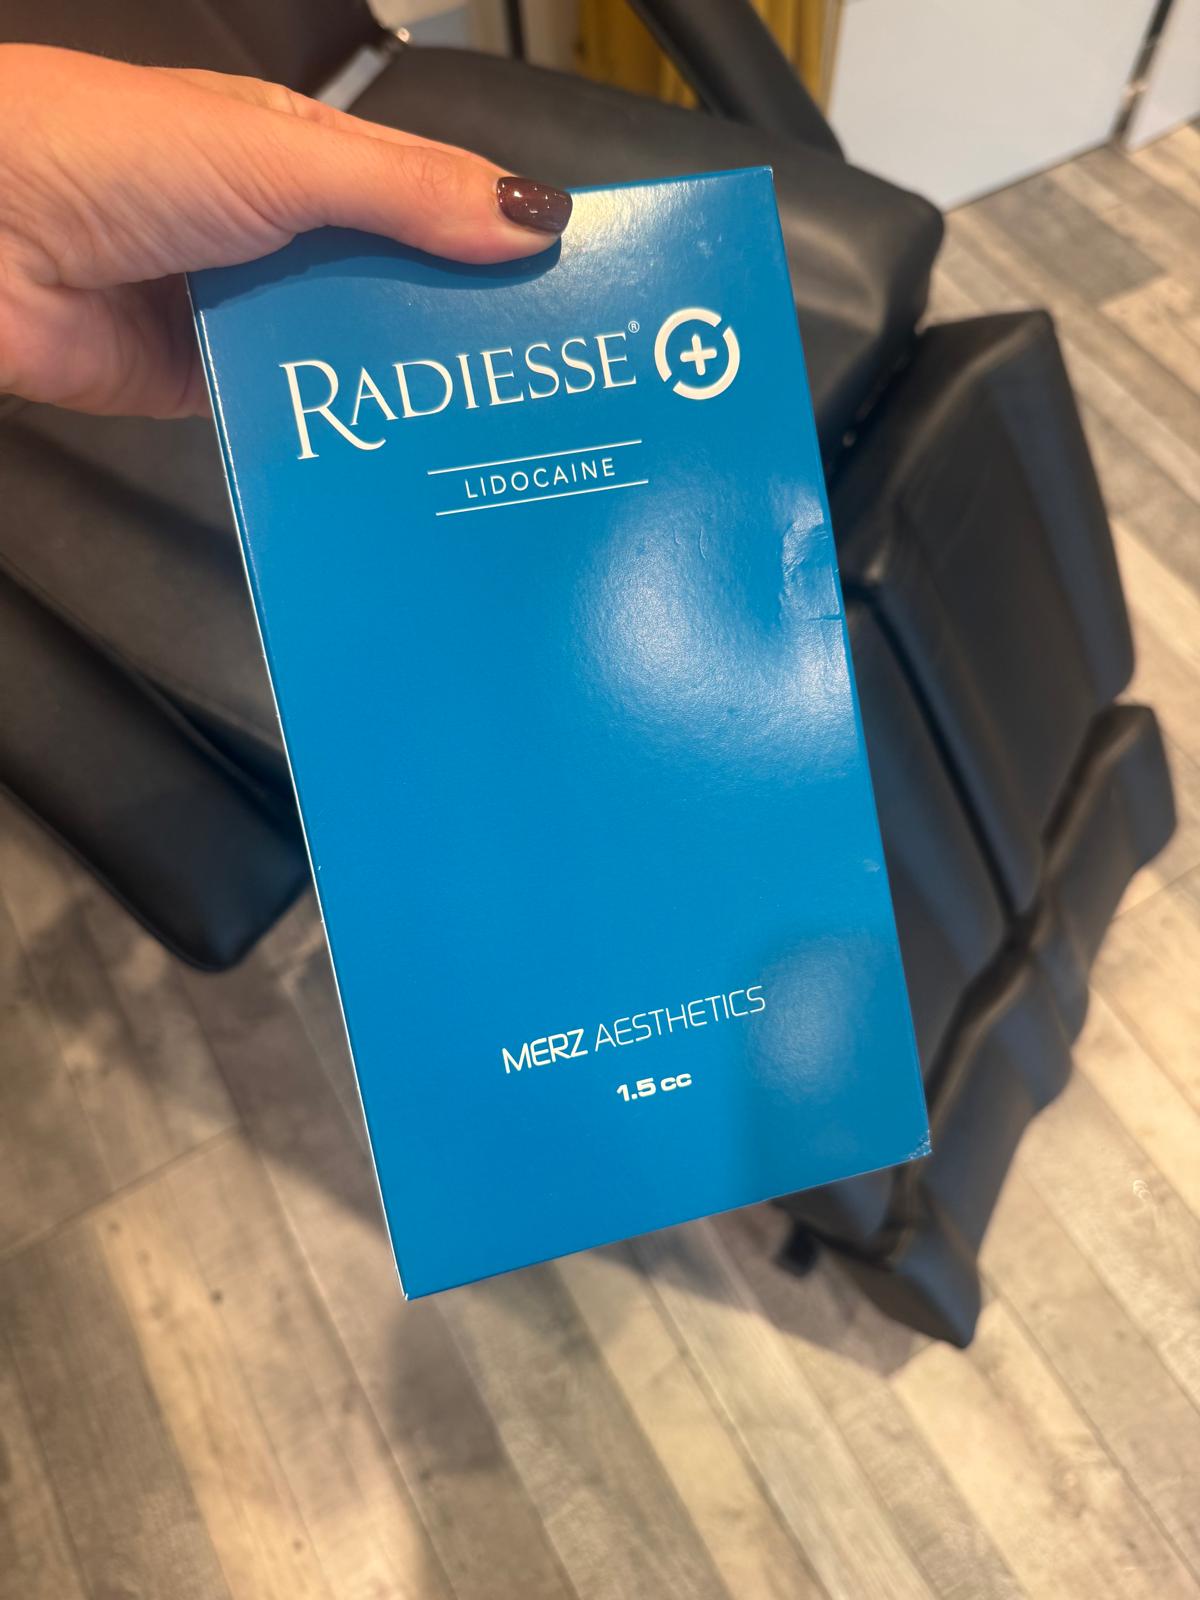 RADIESSE®
LIDOCAINE
MERZ AESTHETICS
1.5 cc